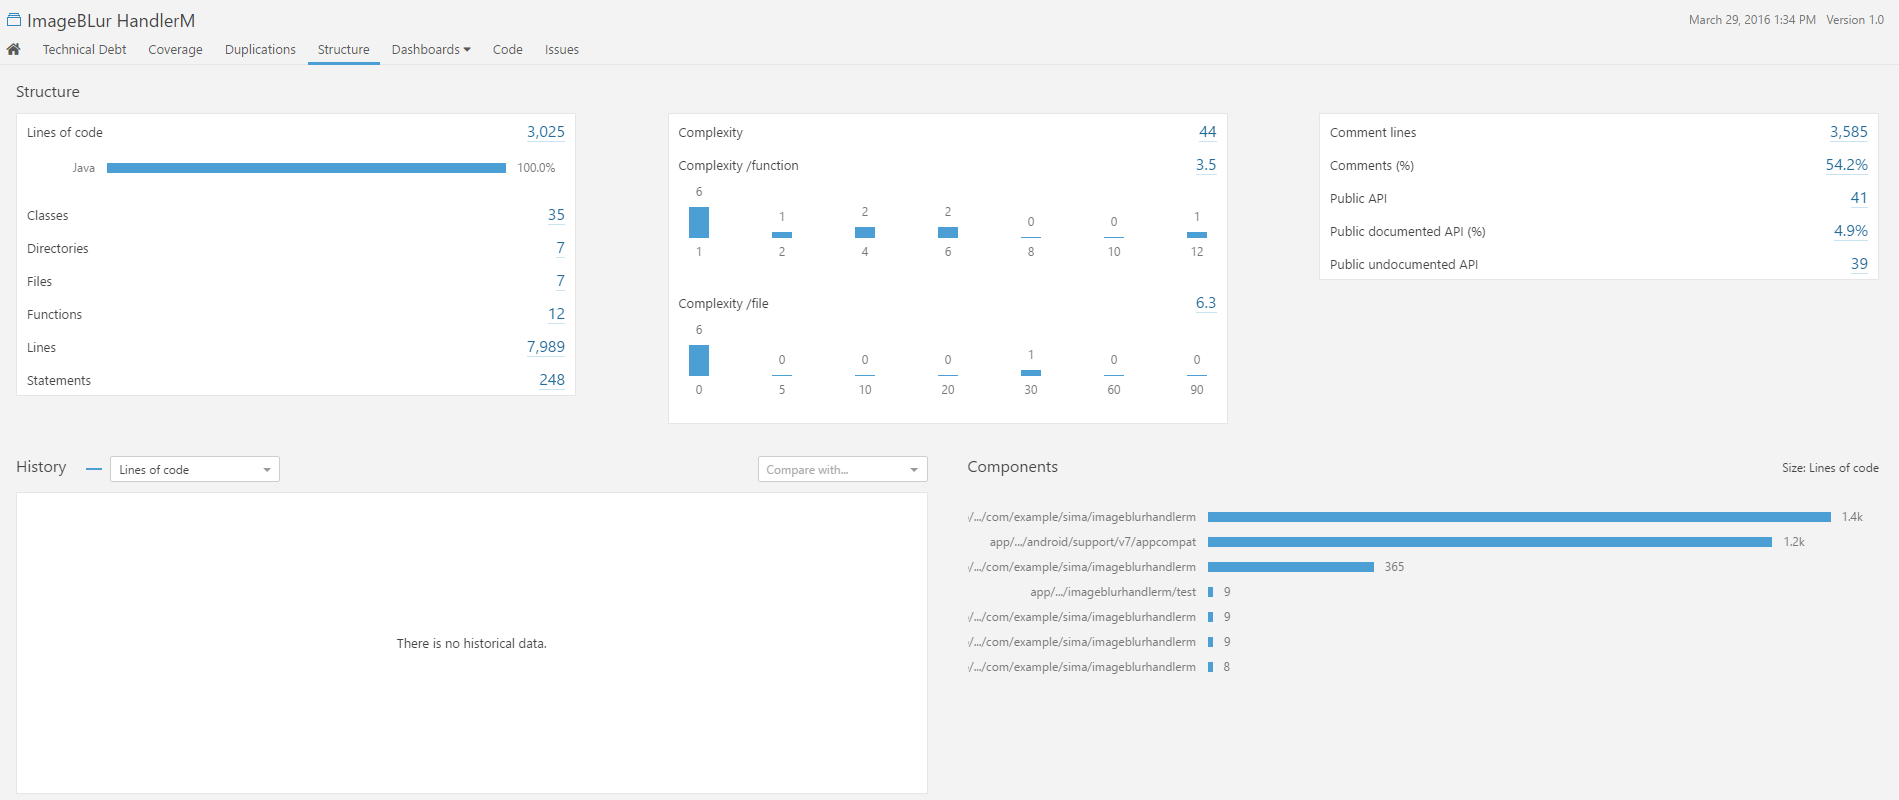 ImageBLur HandlerM
March 29, 2016 1:34 PM Version 1.0
Technical Debt Coverage Duplications Structure Dashboards Code Issues
Structure
Lines of code 3,025
Java 100.0%
Classes 35
Directories 7
Files 7
Functions 12
Lines 7,989
Statements 248
Complexity 44
Complexity /function 3.5
6 1 2 2 0 0 1
1 2 4 6 8 10 12
Complexity /file 6.3
6 0 0 0 1 0 0
0 5 10 20 30 60 90
Comment lines 3,585
Comments (%) 54.2%
Public API 41
Public documented API (%) 4.9%
Public undocumented API 39
History Lines of code Compare with...
There is no historical data.
Components Size: Lines of code
/.../com/example/sima/imageblurhandlerm 1.4k
app/.../android/support/v7/appcompat 1.2k
/.../com/example/sima/imageblurhandlerm 365
app/.../imageblurhandlerm/test 9
/.../com/example/sima/imageblurhandlerm 9
/.../com/example/sima/imageblurhandlerm 9
/.../com/example/sima/imageblurhandlerm 8